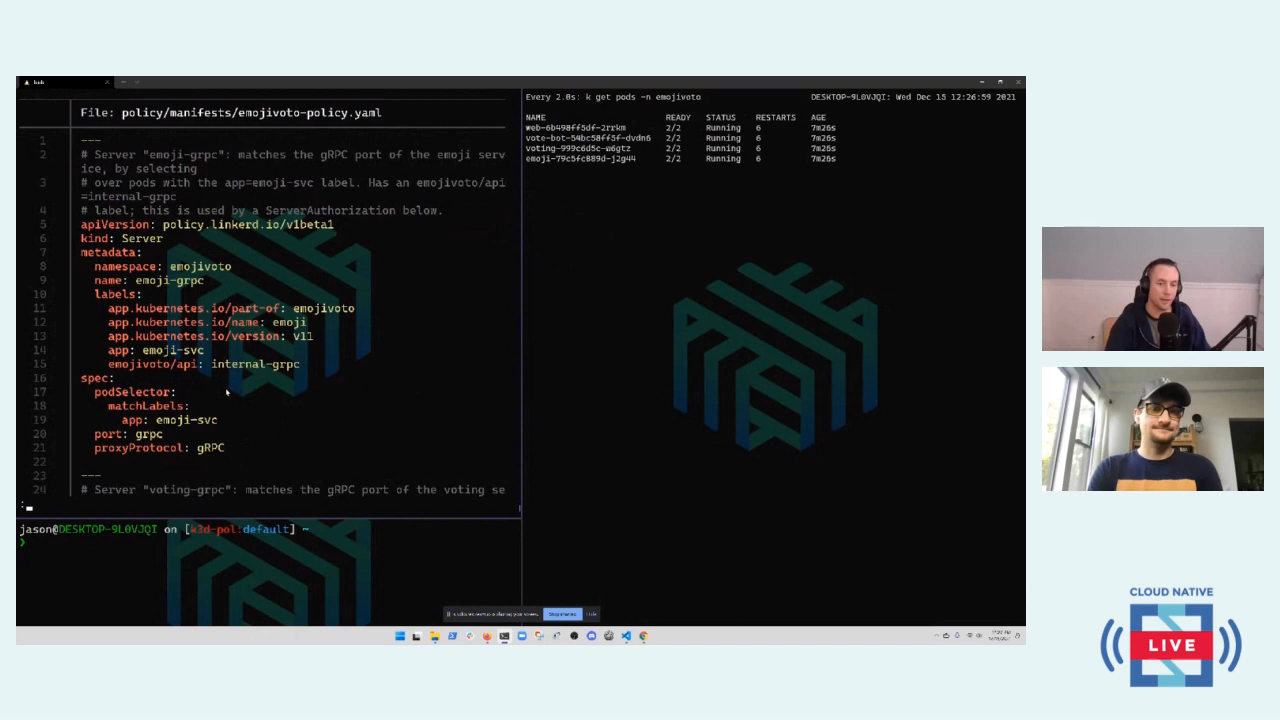 bash
File: policy/manifests/emojivoto-policy.yaml
1 ---
2 # Server "emoji-grpc": matches the gRPC port of the emoji serv
ice, by selecting
3 # over pods with the app=emoji-svc label. Has an emojivoto/api
=internal-grpc
4 # label; this is used by a ServerAuthorization below.
5 apiVersion: policy.linkerd.io/v1beta1
6 kind: Server
7 metadata:
8 namespace: emojivoto
9 name: emoji-grpc
10 labels:
11 app.kubernetes.io/part-of: emojivoto
12 app.kubernetes.io/name: emoji
13 app.kubernetes.io/version: v11
14 app: emoji-svc
15 emojivoto/api: internal-grpc
16 spec:
17 podSelector:
18 matchLabels:
19 app: emoji-svc
20 port: grpc
21 proxyProtocol: gRPC
22
23 ---
24 # Server "voting-grpc": matches the gRPC port of the voting se
:
jason@DESKTOP-9L0VJQI on [k3d-pol:default] ~
❯
Every 2.0s: k get pods -n emojivoto DESKTOP-9L0VJQI: Wed Dec 15 12:26:59 2021
NAME READY STATUS RESTARTS AGE
web-6b498ff5df-2rrkm 2/2 Running 6 7m26s
vote-bot-54bc58ff5f-dvdn6 2/2 Running 6 7m26s
voting-999c6d5c-w6gtz 2/2 Running 6 7m26s
emoji-79c5fc889d-j2g44 2/2 Running 6 7m26s
Stop sharing Hide
CLOUD NATIVE
LIVE